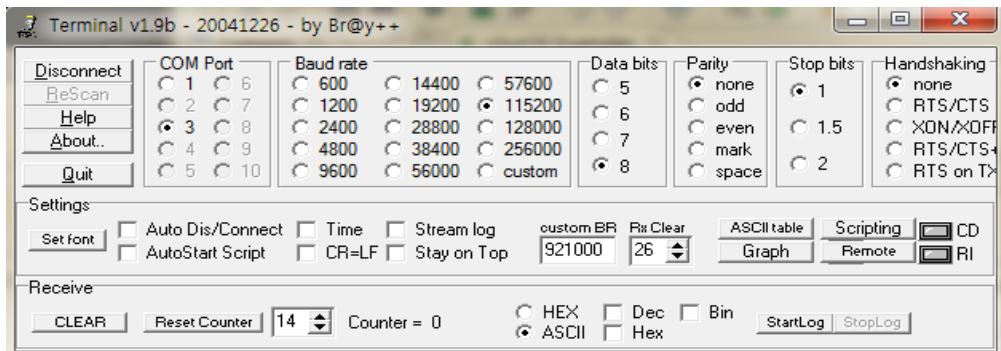 Terminal v1.9b - 20041226 - by Br@y++
Disconnect
ReScan
Help
About..
Quit
COM Port
1 6
2 7
3 8
4 9
5 10
Baud rate
600 14400 57600
1200 19200 115200
2400 28800 128000
4800 38400 256000
9600 56000 custom
Data bits
5
6
7
8
Parity
none
odd
even
mark
space
Stop bits
1
1.5
2
Handshaking
none
RTS/CTS
XON/XOFF
RTS/CTS+
RTS on TX
Settings
Set font
Auto Dis/Connect Time Stream log
AutoStart Script CR=LF Stay on Top
custom BR Rx Clear
921000 26
ASCII table Scripting CD
Graph Remote RI
Receive
CLEAR Reset Counter 14 Counter = 0
HEX Dec Bin
ASCII Hex
StartLog StopLog